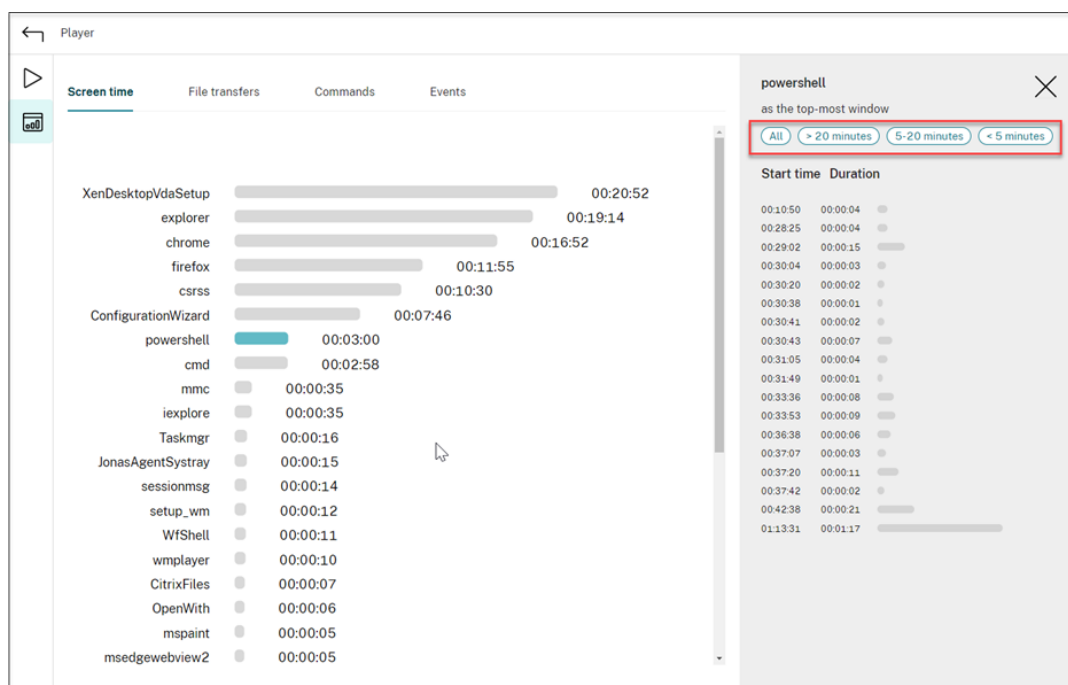 Player
Screen time File transfers Commands Events
XenDesktopVdaSetup 00:20:52
explorer 00:19:14
chrome 00:16:52
firefox 00:11:55
csrss 00:10:30
ConfigurationWizard 00:07:46
powershell 00:03:00
cmd 00:02:58
mmc 00:00:35
iexplore 00:00:35
Taskmgr 00:00:16
JonasAgentSystray 00:00:15
sessionmsg 00:00:14
setup_wm 00:00:12
WfShell 00:00:11
wmplayer 00:00:10
CitrixFiles 00:00:07
OpenWith 00:00:06
mspaint 00:00:05
msedgewebview2 00:00:05
powershell
as the top-most window
All > 20 minutes 5-20 minutes < 5 minutes
Start time Duration
00:10:50 00:00:04
00:28:25 00:00:04
00:29:02 00:00:15
00:30:04 00:00:03
00:30:20 00:00:02
00:30:38 00:00:01
00:30:41 00:00:02
00:30:43 00:00:07
00:31:05 00:00:04
00:31:49 00:00:01
00:33:36 00:00:08
00:33:53 00:00:09
00:36:38 00:00:06
00:37:07 00:00:03
00:37:20 00:00:11
00:37:42 00:00:02
00:42:38 00:00:21
01:13:31 00:01:17